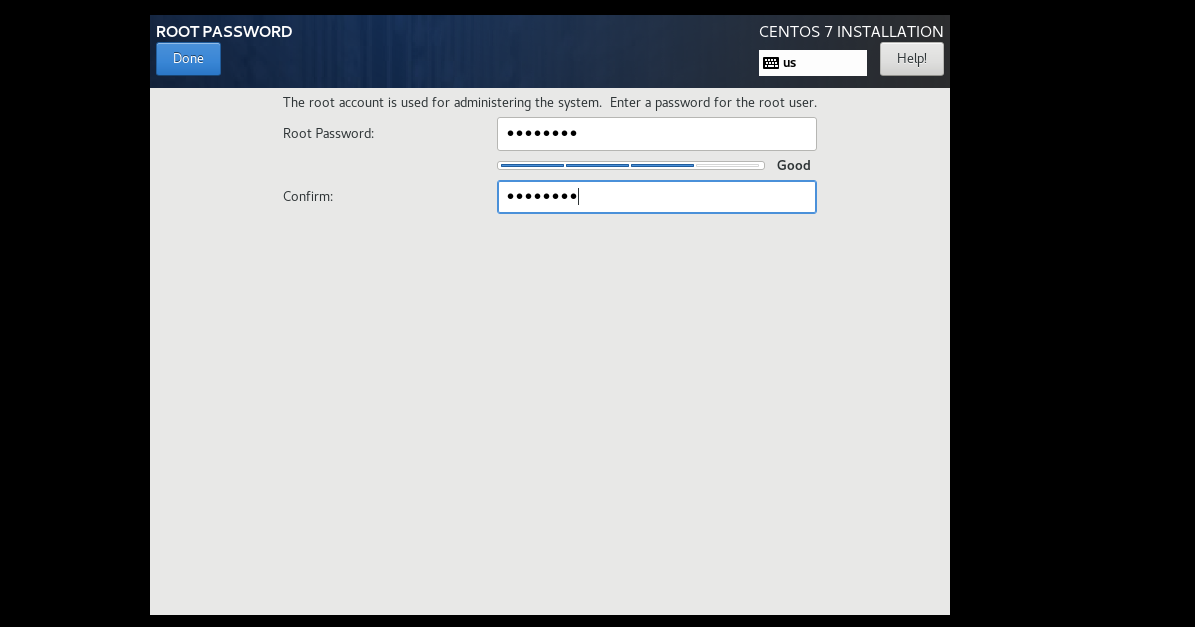 ROOT PASSWORD
CENTOS 7 INSTALLATION
Done
us
Help!
The root account is used for administering the system.  Enter a password for the root user.
Root Password:
••••••••
Good
Confirm:
••••••••